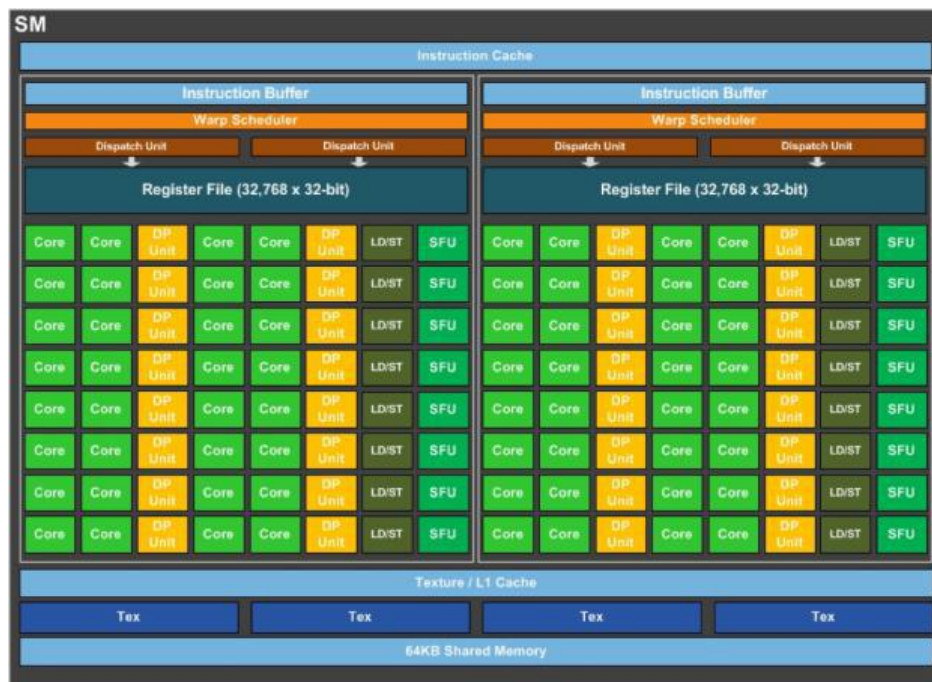 SM
Instruction Cache
Instruction Buffer Instruction Buffer
Warp Scheduler Warp Scheduler
Dispatch Unit Dispatch Unit Dispatch Unit Dispatch Unit
Register File (32,768 x 32-bit) Register File (32,768 x 32-bit)
Core Core DP Unit Core Core DP Unit LD/ST SFU Core Core DP Unit Core Core DP Unit LD/ST SFU
Core Core DP Unit Core Core DP Unit LD/ST SFU Core Core DP Unit Core Core DP Unit LD/ST SFU
Core Core DP Unit Core Core DP Unit LD/ST SFU Core Core DP Unit Core Core DP Unit LD/ST SFU
Core Core DP Unit Core Core DP Unit LD/ST SFU Core Core DP Unit Core Core DP Unit LD/ST SFU
Core Core DP Unit Core Core DP Unit LD/ST SFU Core Core DP Unit Core Core DP Unit LD/ST SFU
Core Core DP Unit Core Core DP Unit LD/ST SFU Core Core DP Unit Core Core DP Unit LD/ST SFU
Core Core DP Unit Core Core DP Unit LD/ST SFU Core Core DP Unit Core Core DP Unit LD/ST SFU
Core Core DP Unit Core Core DP Unit LD/ST SFU Core Core DP Unit Core Core DP Unit LD/ST SFU
Texture / L1 Cache
Tex Tex Tex Tex
64KB Shared Memory